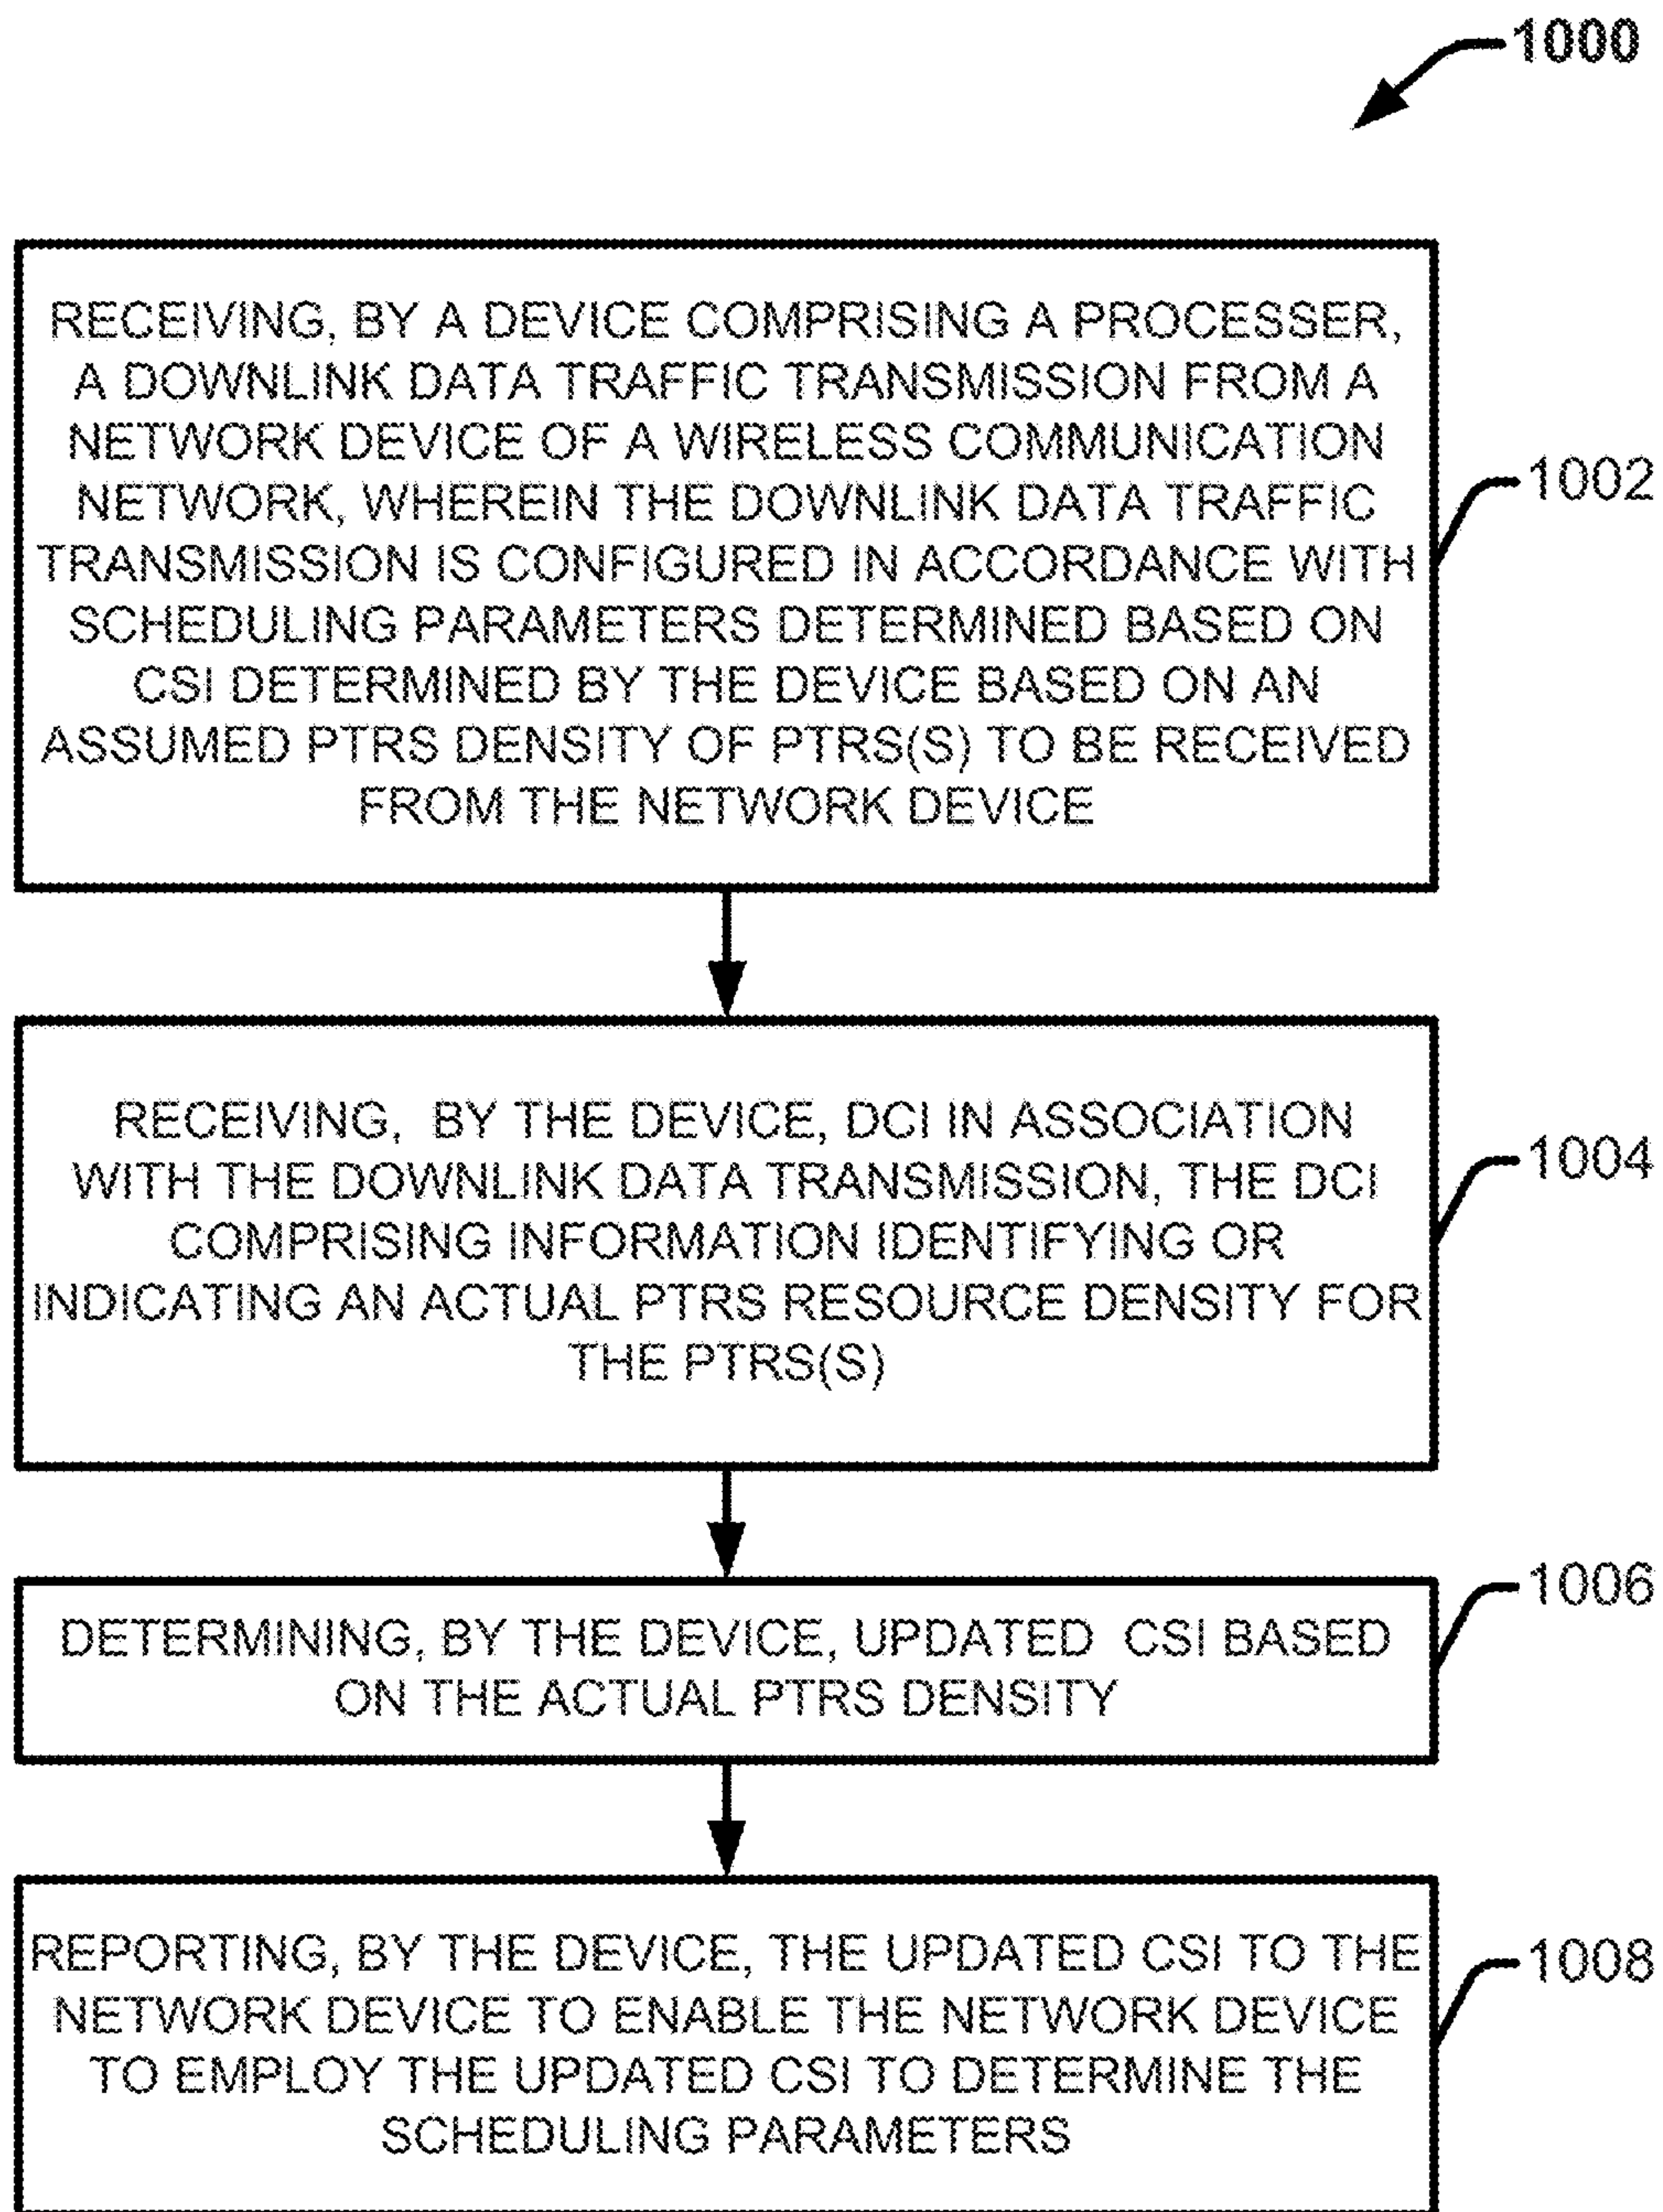 1000
RECEIVING, BY A DEVICE COMPRISING A PROCESSER,
A DOWNLINK DATA TRAFFIC TRANSMISSION FROM A
NETWORK DEVICE OF A WIRELESS COMMUNICATION
NETWORK, WHEREIN THE DOWNLINK DATA TRAFFIC
TRANSMISSION IS CONFIGURED IN ACCORDANCE WITH
SCHEDULING PARAMETERS DETERMINED BASED ON
CSI DETERMINED BY THE DEVICE BASED ON AN
ASSUMED PTRS DENSITY OF PTRS(S) TO BE RECEIVED
FROM THE NETWORK DEVICE
1002
RECEIVING, BY THE DEVICE, DCI IN ASSOCIATION
WITH THE DOWNLINK DATA TRANSMISSION, THE DCI
COMPRISING INFORMATION IDENTIFYING OR
INDICATING AN ACTUAL PTRS RESOURCE DENSITY FOR
THE PTRS(S)
1004
DETERMINING, BY THE DEVICE, UPDATED CSI BASED
ON THE ACTUAL PTRS DENSITY
1006
REPORTING, BY THE DEVICE, THE UPDATED CSI TO THE
NETWORK DEVICE TO ENABLE THE NETWORK DEVICE
TO EMPLOY THE UPDATED CSI TO DETERMINE THE
SCHEDULING PARAMETERS
1008